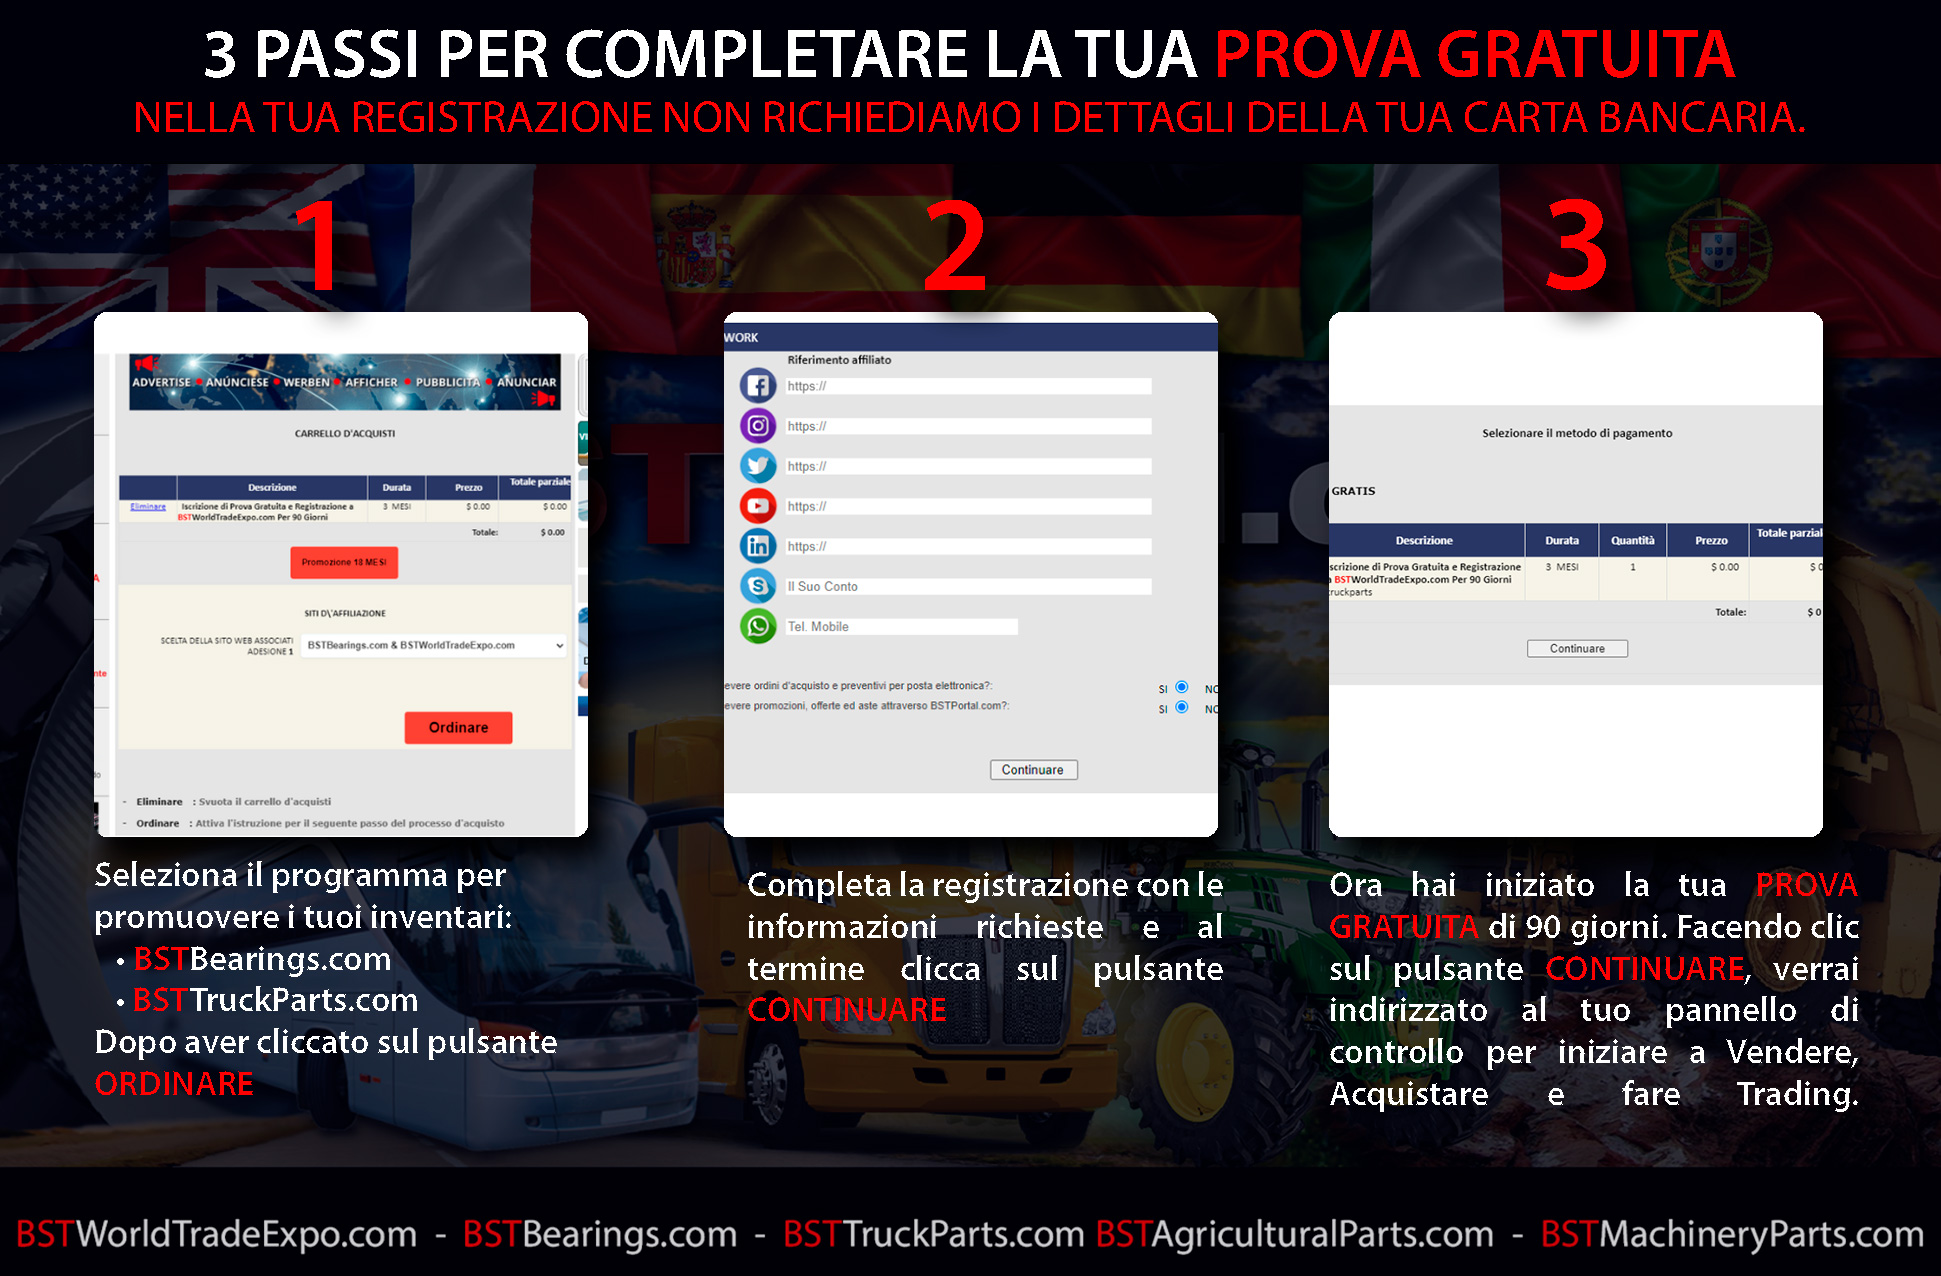 3 PASSI PER COMPLETARE LA TUA PROVA GRATUITA
NELLA TUA REGISTRAZIONE NON RICHIEDIAMO I DETTAGLI DELLA TUA CARTA BANCARIA.
1
ADVERTISE • ANÚNCIESE • WERBEN • AFFICHER • PUBBLICITÀ • ANUNCIAR
CARRELLO D'ACQUISTI
Descrizione Durata Prezzo Totale parziale
Eliminare Iscrizione di Prova Gratuita e Registrazione a 3 MESI $ 0.00 $ 0.00
BSTWorldTradeExpo.com Per 90 Giorni
Totale: $ 0.00
Promozione 18 MESI
SITI D\'AFFILIAZIONE
SCELTA DELLA SITO WEB ASSOCIATI
ADESIONE 1
BSTBearings.com & BSTWorldTradeExpo.com
Ordinare
- Eliminare : Svuota il carrello d'acquisti
- Ordinare : Attiva l'istruzione per il seguente passo del processo d'acquisto
Seleziona il programma per
promuovere i tuoi inventari:
• BSTBearings.com
• BSTTruckParts.com
Dopo aver cliccato sul pulsante
ORDINARE
2
WORK
Riferimento affiliato
https://
https://
https://
https://
https://
Il Suo Conto
Tel. Mobile
evere ordini d'acquisto e preventivi per posta elettronica?: SI NO
evere promozioni, offerte ed aste attraverso BSTPortal.com?: SI NO
Continuare
Completa la registrazione con le
informazioni richieste e al
termine clicca sul pulsante
CONTINUARE
3
Selezionare il metodo di pagamento
GRATIS
Descrizione Durata Quantità Prezzo Totale parzial
scrizione di Prova Gratuita e Registrazione 3 MESI 1 $ 0.00 $ 0
BSTWorldTradeExpo.com Per 90 Giorni
ruckparts
Totale: $ 0
Continuare
Ora hai iniziato la tua PROVA
GRATUITA di 90 giorni. Facendo clic
sul pulsante CONTINUARE, verrai
indirizzato al tuo pannello di
controllo per iniziare a Vendere,
Acquistare e fare Trading.
BSTWorldTradeExpo.com - BSTBearings.com - BSTTruckParts.com BSTAgriculturalParts.com - BSTMachineryParts.com